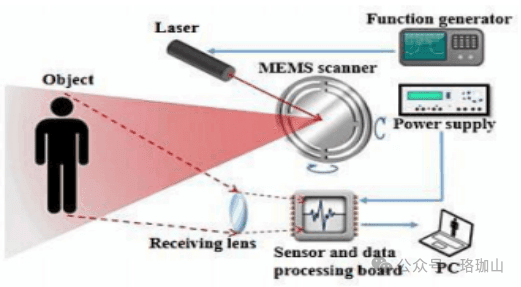 Function generator
Laser
MEMS scanner
Object
Power supply
Receiving lens
Sensor and data
processing board
PC
公众号 · 珞珈山